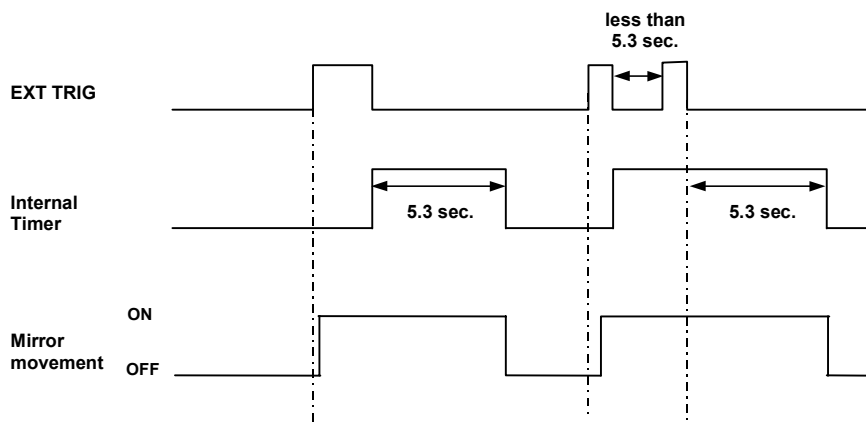 less than
5.3 sec.
EXT TRIG
Internal
Timer
5.3 sec.
5.3 sec.
ON
Mirror
movement
OFF